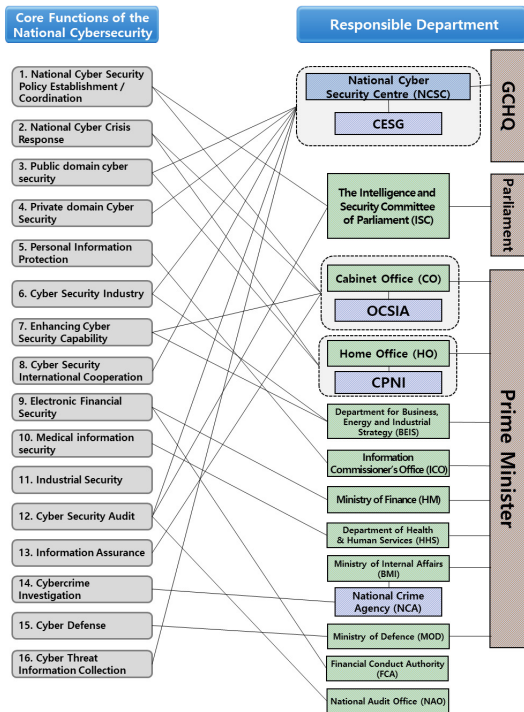 Core Functions of the
National Cybersecurity
Responsible Department
1. National Cyber Security
Policy Establishment /
Coordination
2. National Cyber Crisis
Response
3. Public domain cyber
security
4. Private domain Cyber
Security
5. Personal Information
Protection
6. Cyber Security Industry
7. Enhancing Cyber
Security Capability
8. Cyber Security
International Cooperation
9. Electronic Financial
Security
10. Medical information
security
11. Industrial Security
12. Cyber Security Audit
13. Information Assurance
14. Cybercrime
Investigation
15. Cyber Defense
16. Cyber Threat
Information Collection
National Cyber
Security Centre (NCSC)
CESG
The Intelligence and
Security Committee
of Parliament (ISC)
Cabinet Office (CO)
OCSIA
Home Office (HO)
CPNI
Department for Business,
Energy and Industrial
Strategy (BEIS)
Information
Commissioner's Office (ICO)
Ministry of Finance (HM)
Department of Health
& Human Services (HHS)
Ministry of Internal Affairs
(BMI)
National Crime
Agency (NCA)
Ministry of Defence (MOD)
Financial Conduct Authority
(FCA)
National Audit Office (NAO)
GCHQ
Parliament
Prime Minister